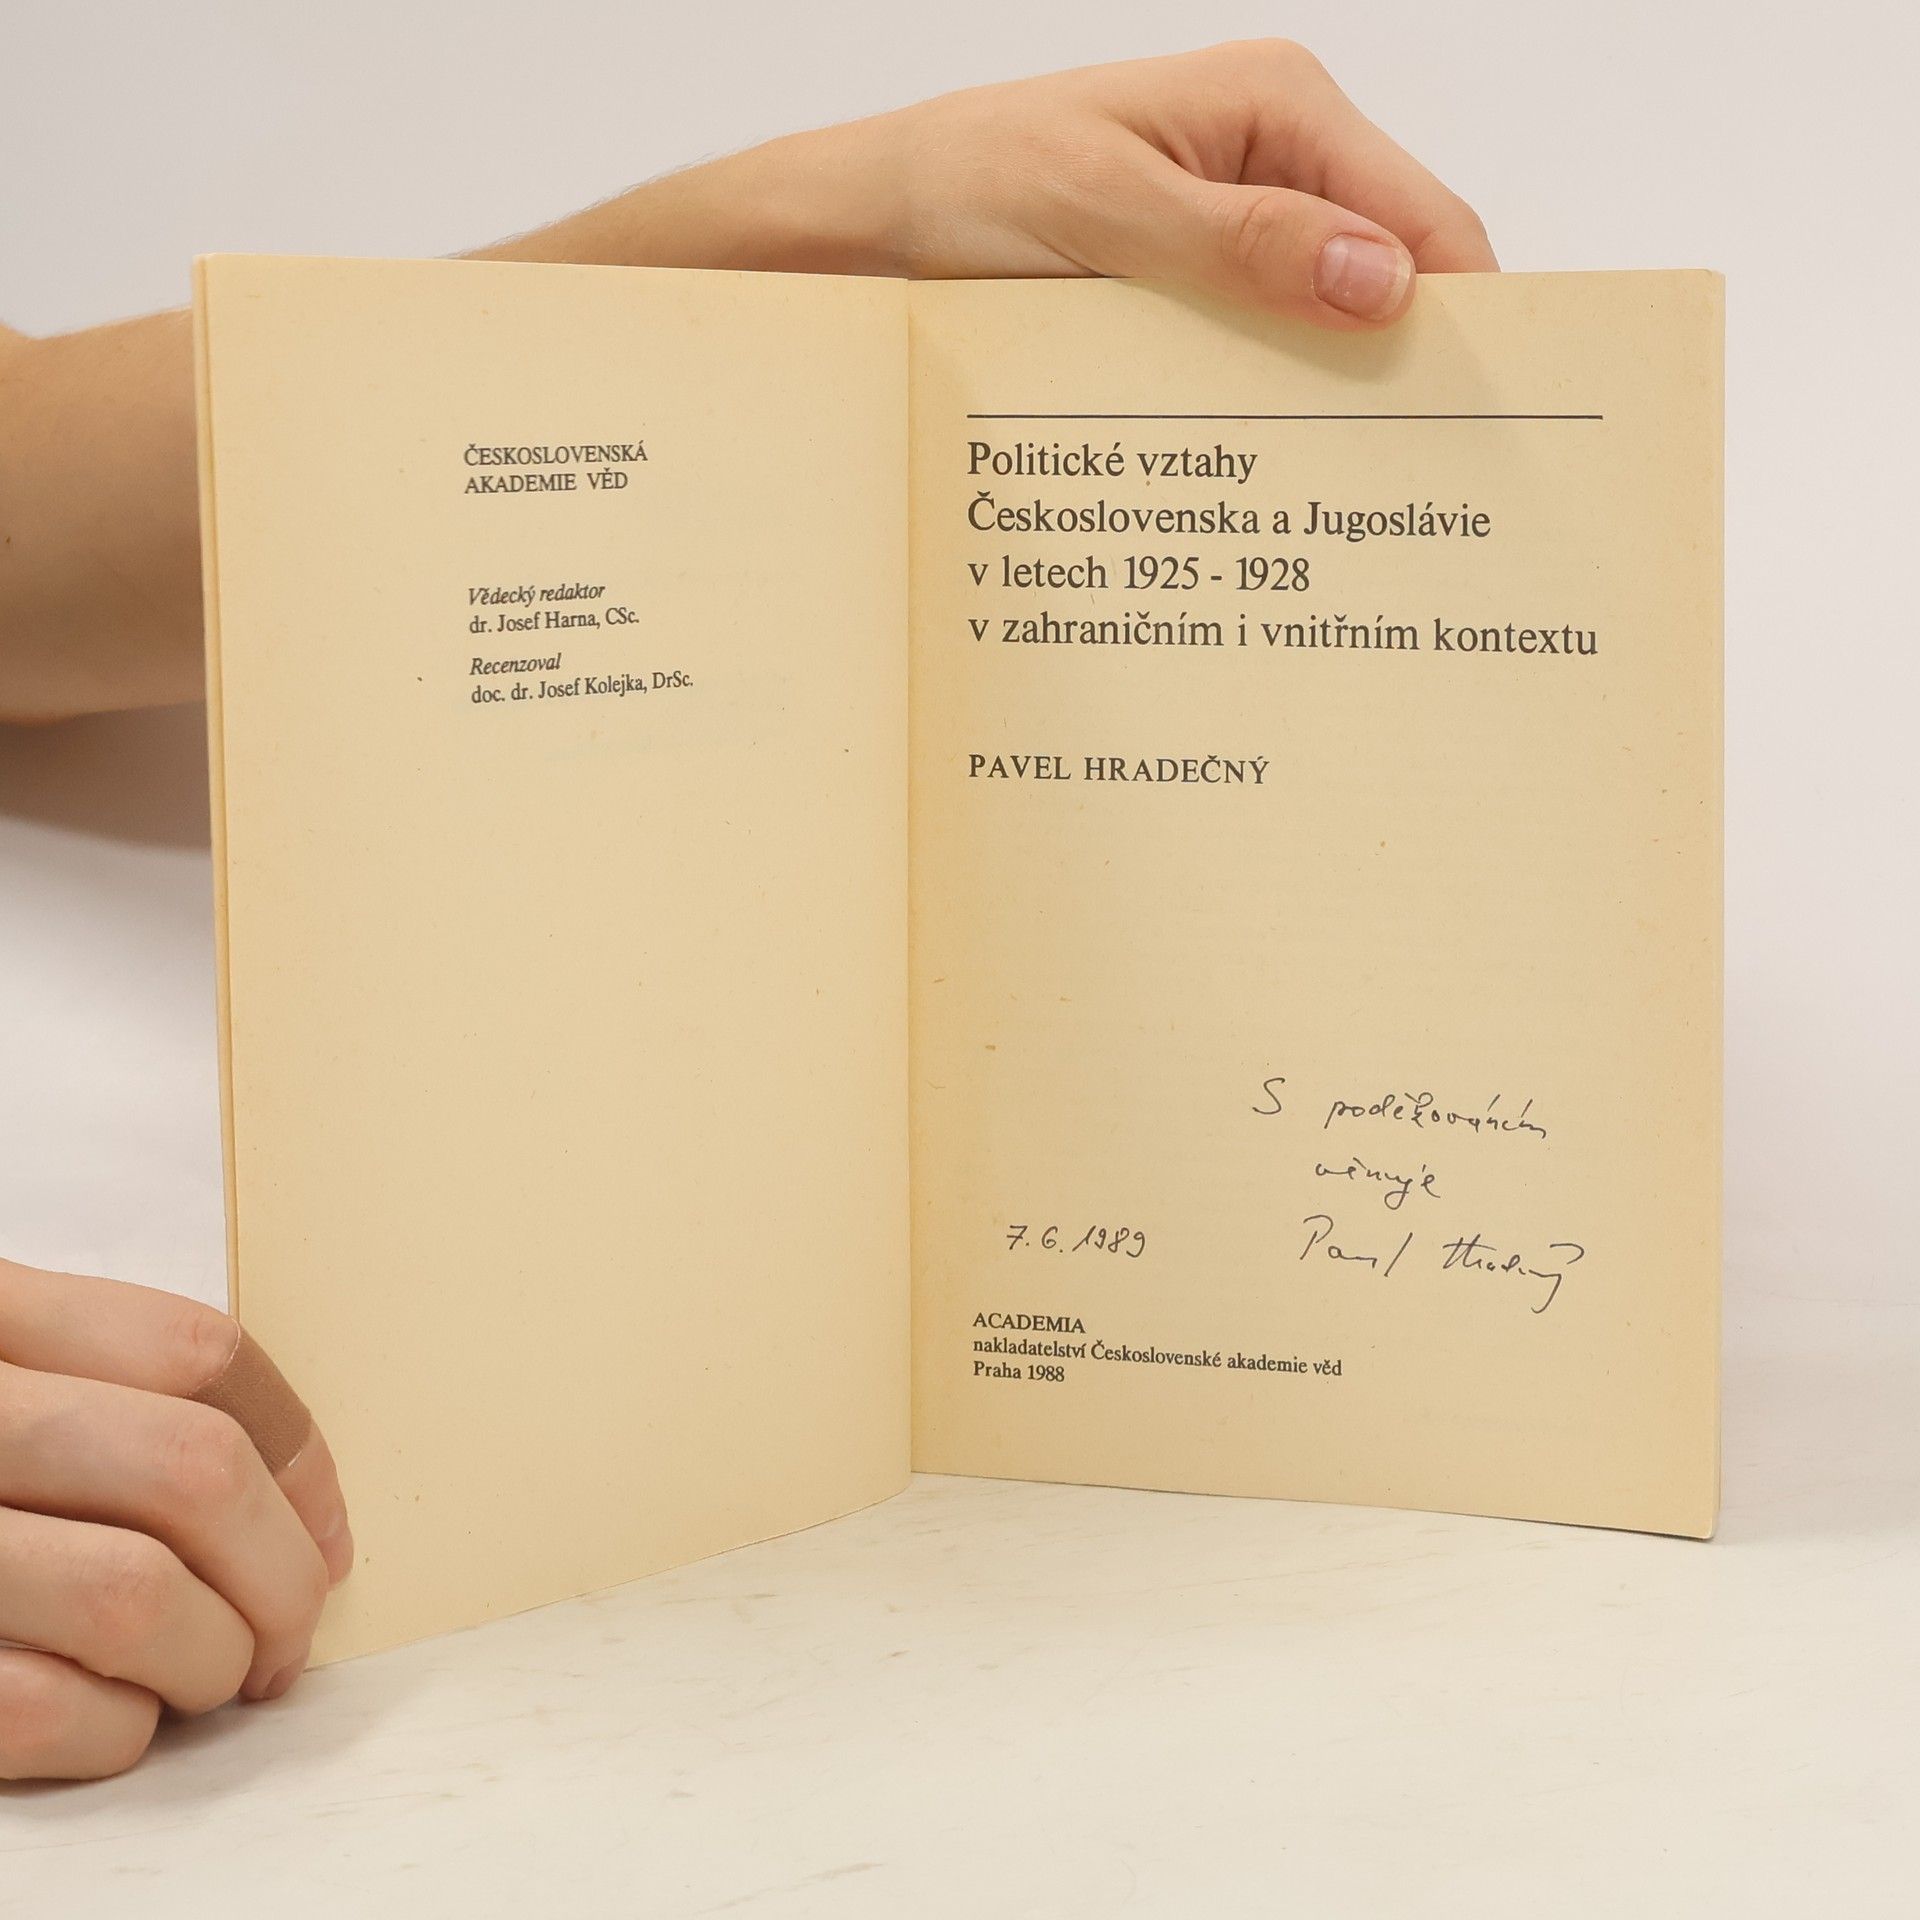 ČESKOSLOVENSKÁ
AKADEMIE VĚD
Vědecký redaktor
dr. Josef Harna, CSc.
Recenzoval
doc. dr. Josef Kolejka, DrSc.
Politické vztahy
Československa a Jugoslávie
v letech 1925 - 1928
v zahraničním i vnitřním kontextu
PAVEL HRADEČNÝ
S poděkováním
věnuje
7. 6. 1989 Pavel Hradečný
ACADEMIA
nakladatelství Československé akademie věd
Praha 1988